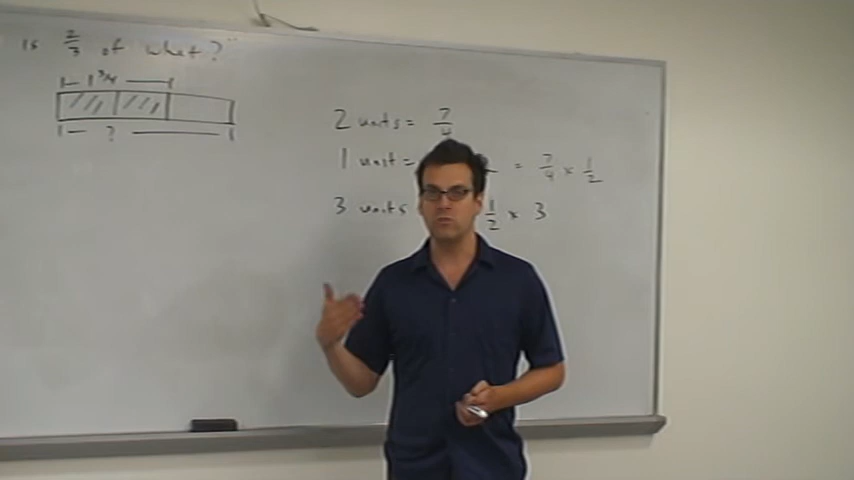 is 2/3 of what?"
1 3/4
?
2 units = 7/4
1 unit = = 7/4 x 1/2
3 units 1/2 x 3